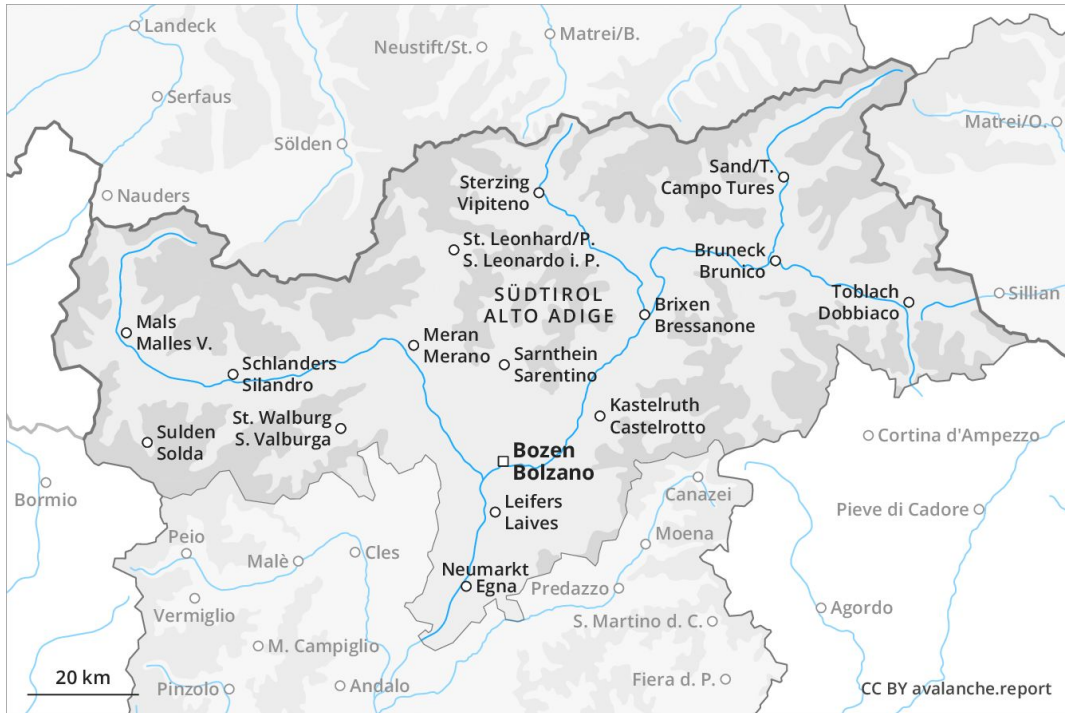 Landeck
Neustift/St.
Matrei/B.
Serfaus
Sölden
Matrei/O.
Nauders
Sterzing
Vipiteno
Sand/T.
Campo Tures
St. Leonhard/P.
S. Leonardo i. P.
Bruneck
Brunico
SÜDTIROL
ALTO ADIGE
Toblach
Dobbiaco
Sillian
Brixen
Bressanone
Mals
Malles V.
Meran
Merano
Sarnthein
Sarentino
Schlanders
Silandro
St. Walburg
S. Valburga
Kastelruth
Castelrotto
Sulden
Solda
Cortina d'Ampezzo
Bozen
Bolzano
Bormio
Canazei
Leifers
Laives
Pieve di Cadore
Peio
Malè
Cles
Moena
Neumarkt
Egna
Predazzo
Vermiglio
Agordo
S. Martino d. C.
M. Campiglio
20 km
Pinzolo
Andalo
Fiera d. P.
CC BY avalanche.report